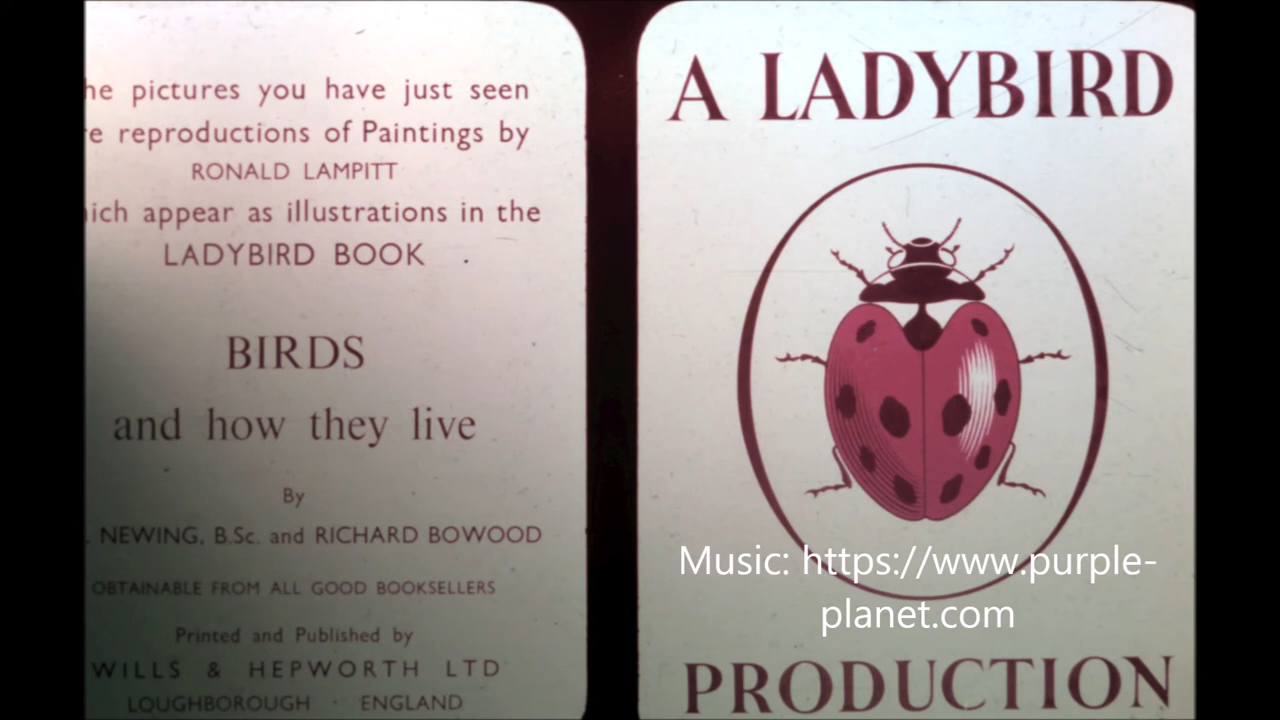 he pictures you have just seen
e reproductions of Paintings by
RONALD LAMPITT
ich appear as illustrations in the
LADYBIRD BOOK
BIRDS
and how they live
By
. NEWING, B.Sc. and RICHARD BOWOOD
OBTAINABLE FROM ALL GOOD BOOKSELLERS
Printed and Published by
WILLS & HEPWORTH LTD
LOUGHBOROUGH · ENGLAND
A LADYBIRD
PRODUCTION
Music: https://www.purple-
planet.com